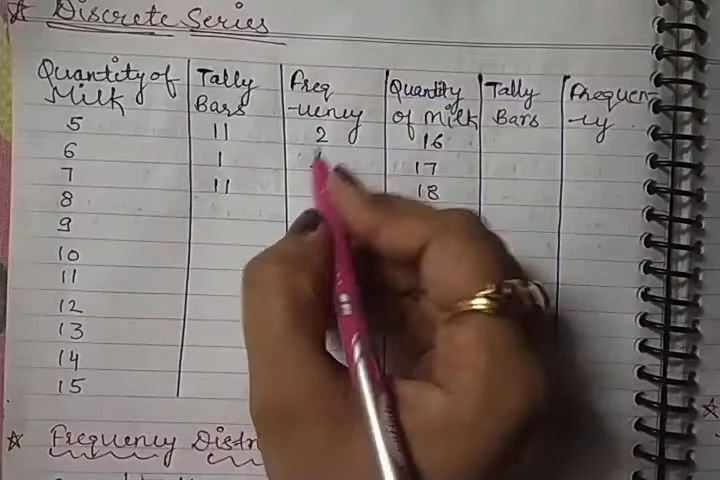 Discrete Series
Quantity of Milk Tally Bars Freq-uency Quantity of Milk Tally Bars Frequen-cy
5 11 2 16
6 1 17
7 11 18
8
9
10
11
12
13
14
15
Frequency Distr